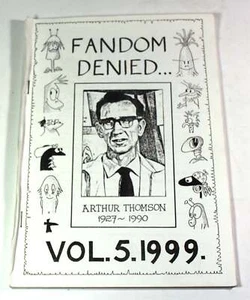 FANDOM
DENIED...
ARTHUR THOMSON
1927~1990
VOL.5.1999.